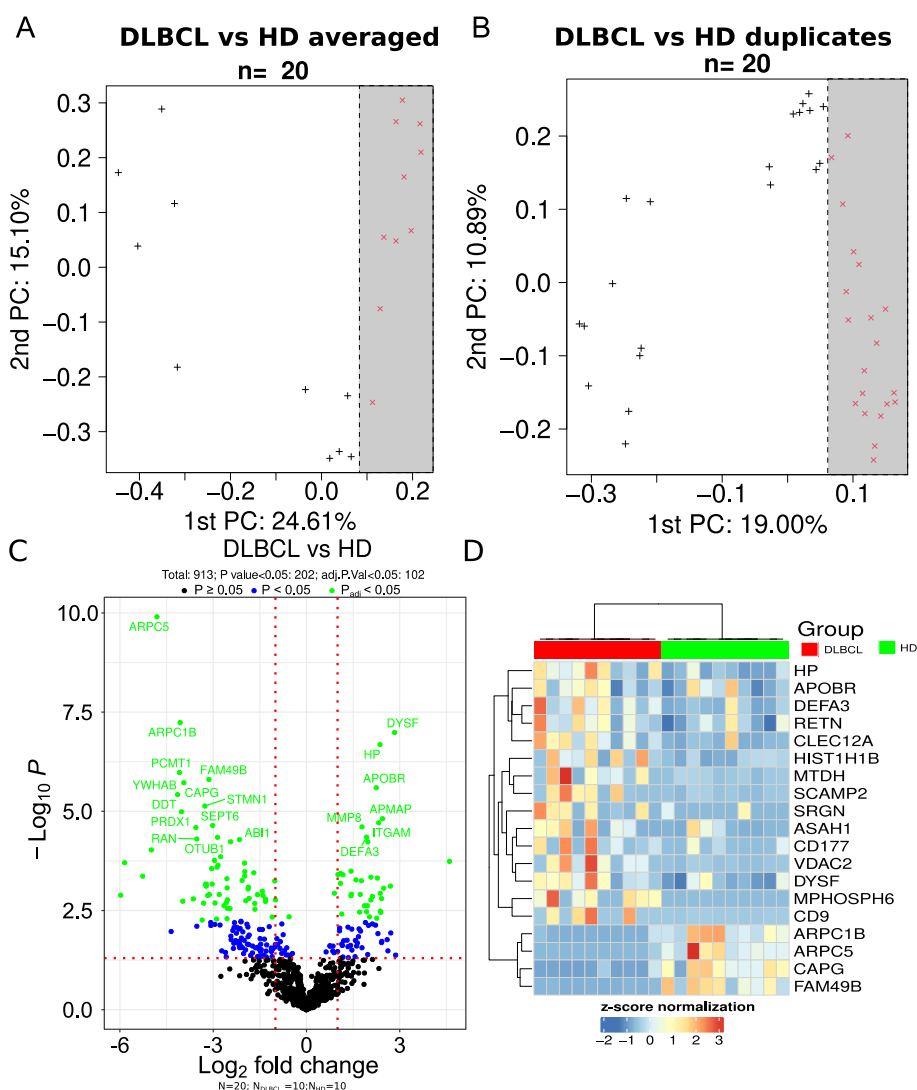 A
DLBCL vs HD averaged
n= 20
2nd PC: 15.10%
0.3
0.2
0.1
0.0
−0.1
−0.2
−0.3
−0.4
−0.2
0.0
0.2
1st PC: 24.61%
B
DLBCL vs HD duplicates
n= 20
2nd PC: 10.89%
0.2
0.1
0.0
−0.1
−0.2
−0.3
−0.1
0.1
1st PC: 19.00%
C
DLBCL vs HD
Total: 913; P value<0.05: 202; adj.P.Val<0.05: 102
P ≥ 0.05
P < 0.05
Padj < 0.05
− Log10 P
10.0
7.5
5.0
2.5
0.0
ARPC5
ARPC1B
DYSF
HP
PCMT1
FAM49B
APOBR
YWHAB
CAPG
DDT
STMN1
PRDX1
SEPT6
MMP8
APMAP
RAN
ABI1
ITGAM
OTUB1
DEFA3
-6
-3
0
3
Log2 fold change
N=20; NDLBCL =10;NHD=10
D
Group
DLBCL
HD
HP
APOBR
DEFA3
RETN
CLEC12A
HIST1H1B
MTDH
SCAMP2
SRGN
ASAH1
CD177
VDAC2
DYSF
MPHOSPH6
CD9
ARPC1B
ARPC5
CAPG
FAM49B
z-score normalization
−2 −1 0 1 2 3